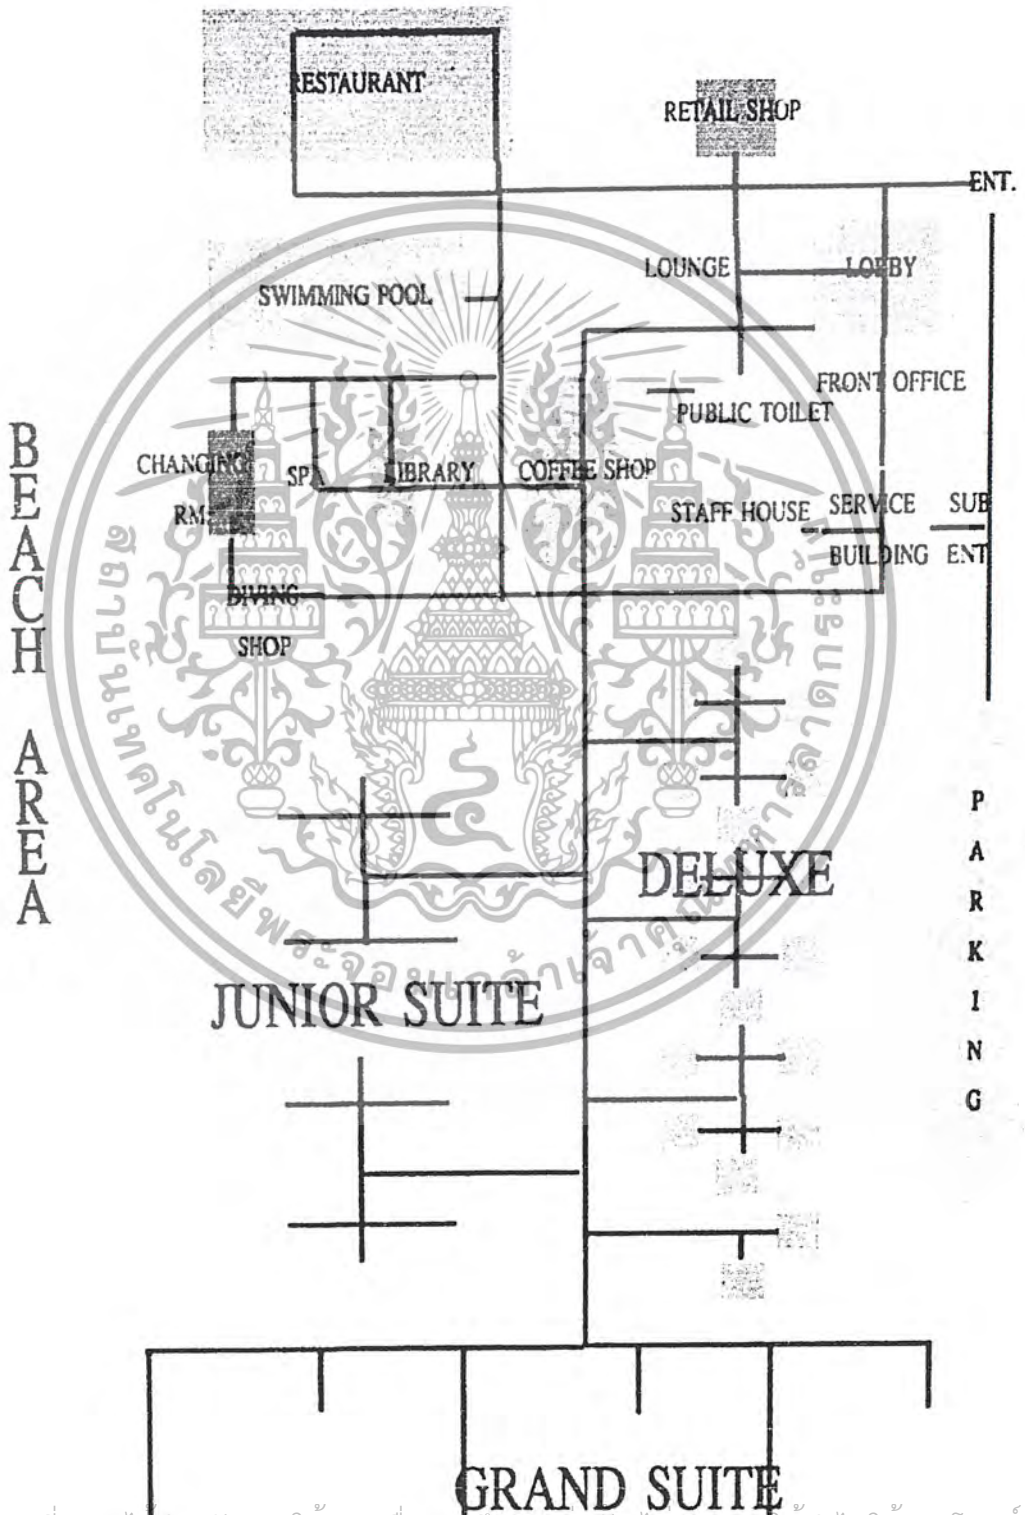 RESTAURANT
RETAIL SHOP
ENT.
LOUNGE
LOBBY
SWIMMING POOL
FRONT OFFICE
PUBLIC TOILET
CHANGING
RM.
SPA
LIBRARY
COFFEE SHOP
STAFF HOUSE
SERVICE
BUILDING
SUB
ENT
DIVING
SHOP
BEACH AREA
DELUXE
PARKING
JUNIOR SUITE
GRAND SUITE